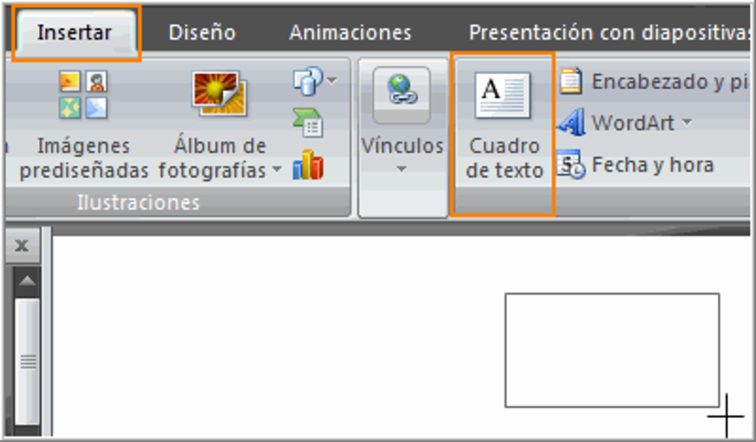 Insertar Diseño Animaciones Presentación con diapositivas
Imágenes
prediseñadas
Álbum de
fotografías
Ilustraciones
Vínculos
A
Cuadro
de texto
Encabezado y
WordArt
Fecha y hora